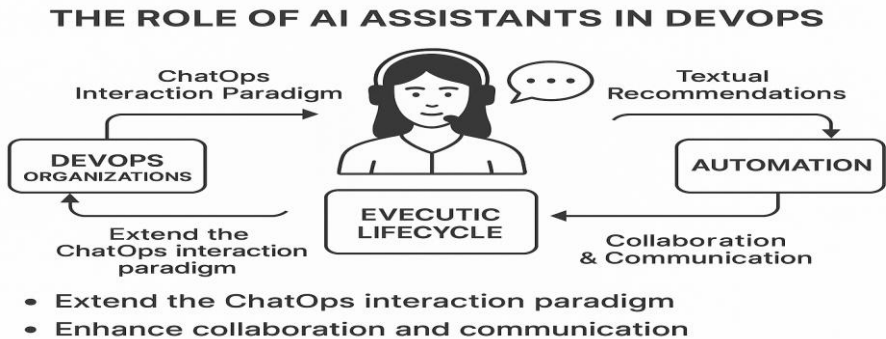 THE ROLE OF AI ASSISTANTS IN DEVOPS
ChatOps
Interaction Paradigm
Textual
Recommendations
DEVOPS
ORGANIZATIONS
AUTOMATION
EVECUTIC
LIFECYCLE
Extend the
ChatOps interaction
paradigm
Collaboration
& Communication
• Extend the ChatOps interaction paradigm
• Enhance collaboration and communication